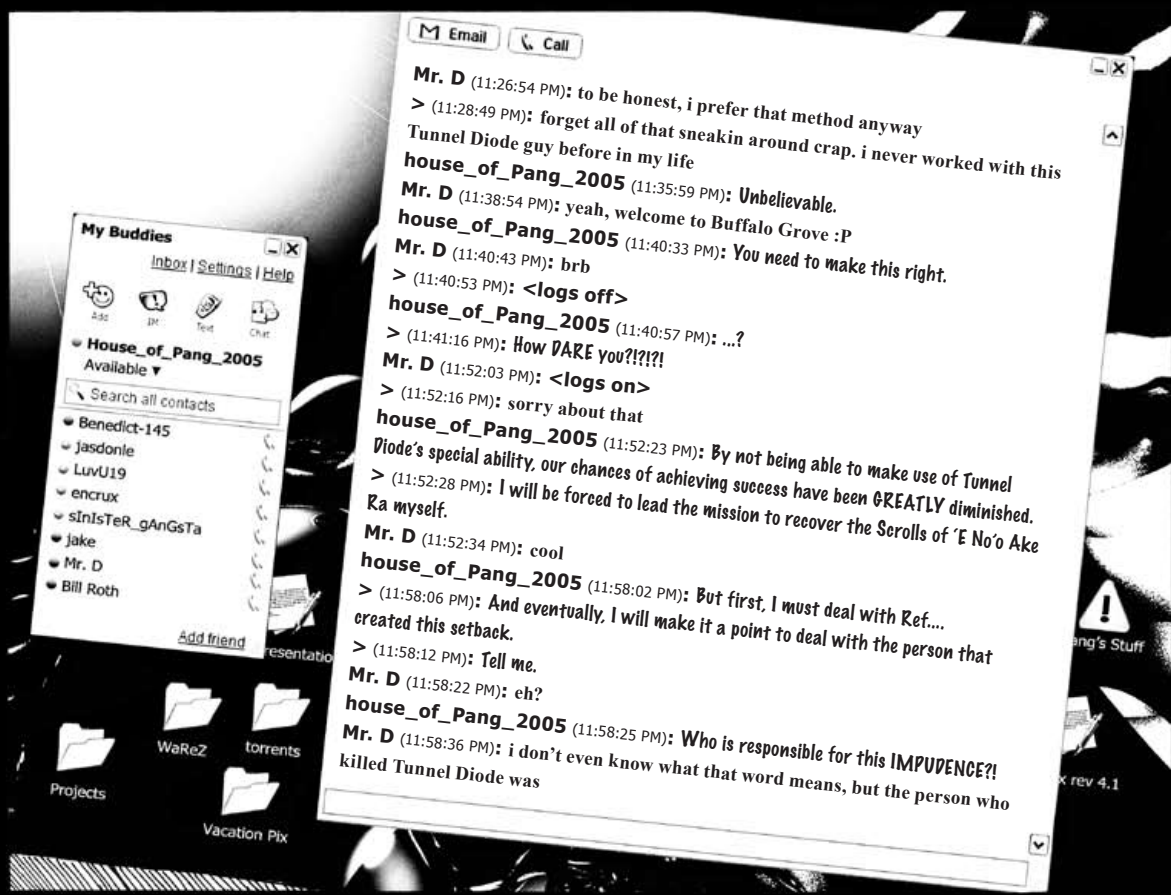 Email
Call
Mr. D (11:26:54 PM): to be honest, i prefer that method anyway
> (11:28:49 PM): forget all of that sneakin around crap. i never worked with this
Tunnel Diode guy before in my life
house_of_Pang_2005 (11:35:59 PM): Unbelievable.
Mr. D (11:38:54 PM): yeah, welcome to Buffalo Grove :P
house_of_Pang_2005 (11:40:33 PM): You need to make this right.
Mr. D (11:40:43 PM): brb
> (11:40:53 PM): <logs off>
house_of_Pang_2005 (11:40:57 PM): ...?
> (11:41:16 PM): How DARE you?!?!?!
Mr. D (11:52:03 PM): <logs on>
> (11:52:16 PM): sorry about that
house_of_Pang_2005 (11:52:23 PM): By not being able to make use of Tunnel
Diode's special ability, our chances of achieving success have been GREATLY diminished.
> (11:52:28 PM): I will be forced to lead the mission to recover the Scrolls of 'E No'o Ake
Ra myself.
Mr. D (11:52:34 PM): cool
house_of_Pang_2005 (11:58:02 PM): But first, I must deal with Ref....
> (11:58:06 PM): And eventually, I will make it a point to deal with the person that
created this setback.
> (11:58:12 PM): Tell me.
Mr. D (11:58:22 PM): eh?
house_of_Pang_2005 (11:58:25 PM): Who is responsible for this IMPUDENCE?!
Mr. D (11:58:36 PM): i don't even know what that word means, but the person who
killed Tunnel Diode was
My Buddies
Inbox | Settings | Help
Add IM Text Chat
House_of_Pang_2005
Available ▼
Search all contacts
Benedict-145
jasdonle
LuvU19
encrux
sInIsTeR_gAnGsTa
jake
Mr. D
Bill Roth
Add friend
resentatio
WaReZ
torrents
Projects
Vacation Pix
ang's Stuff
x rev 4.1